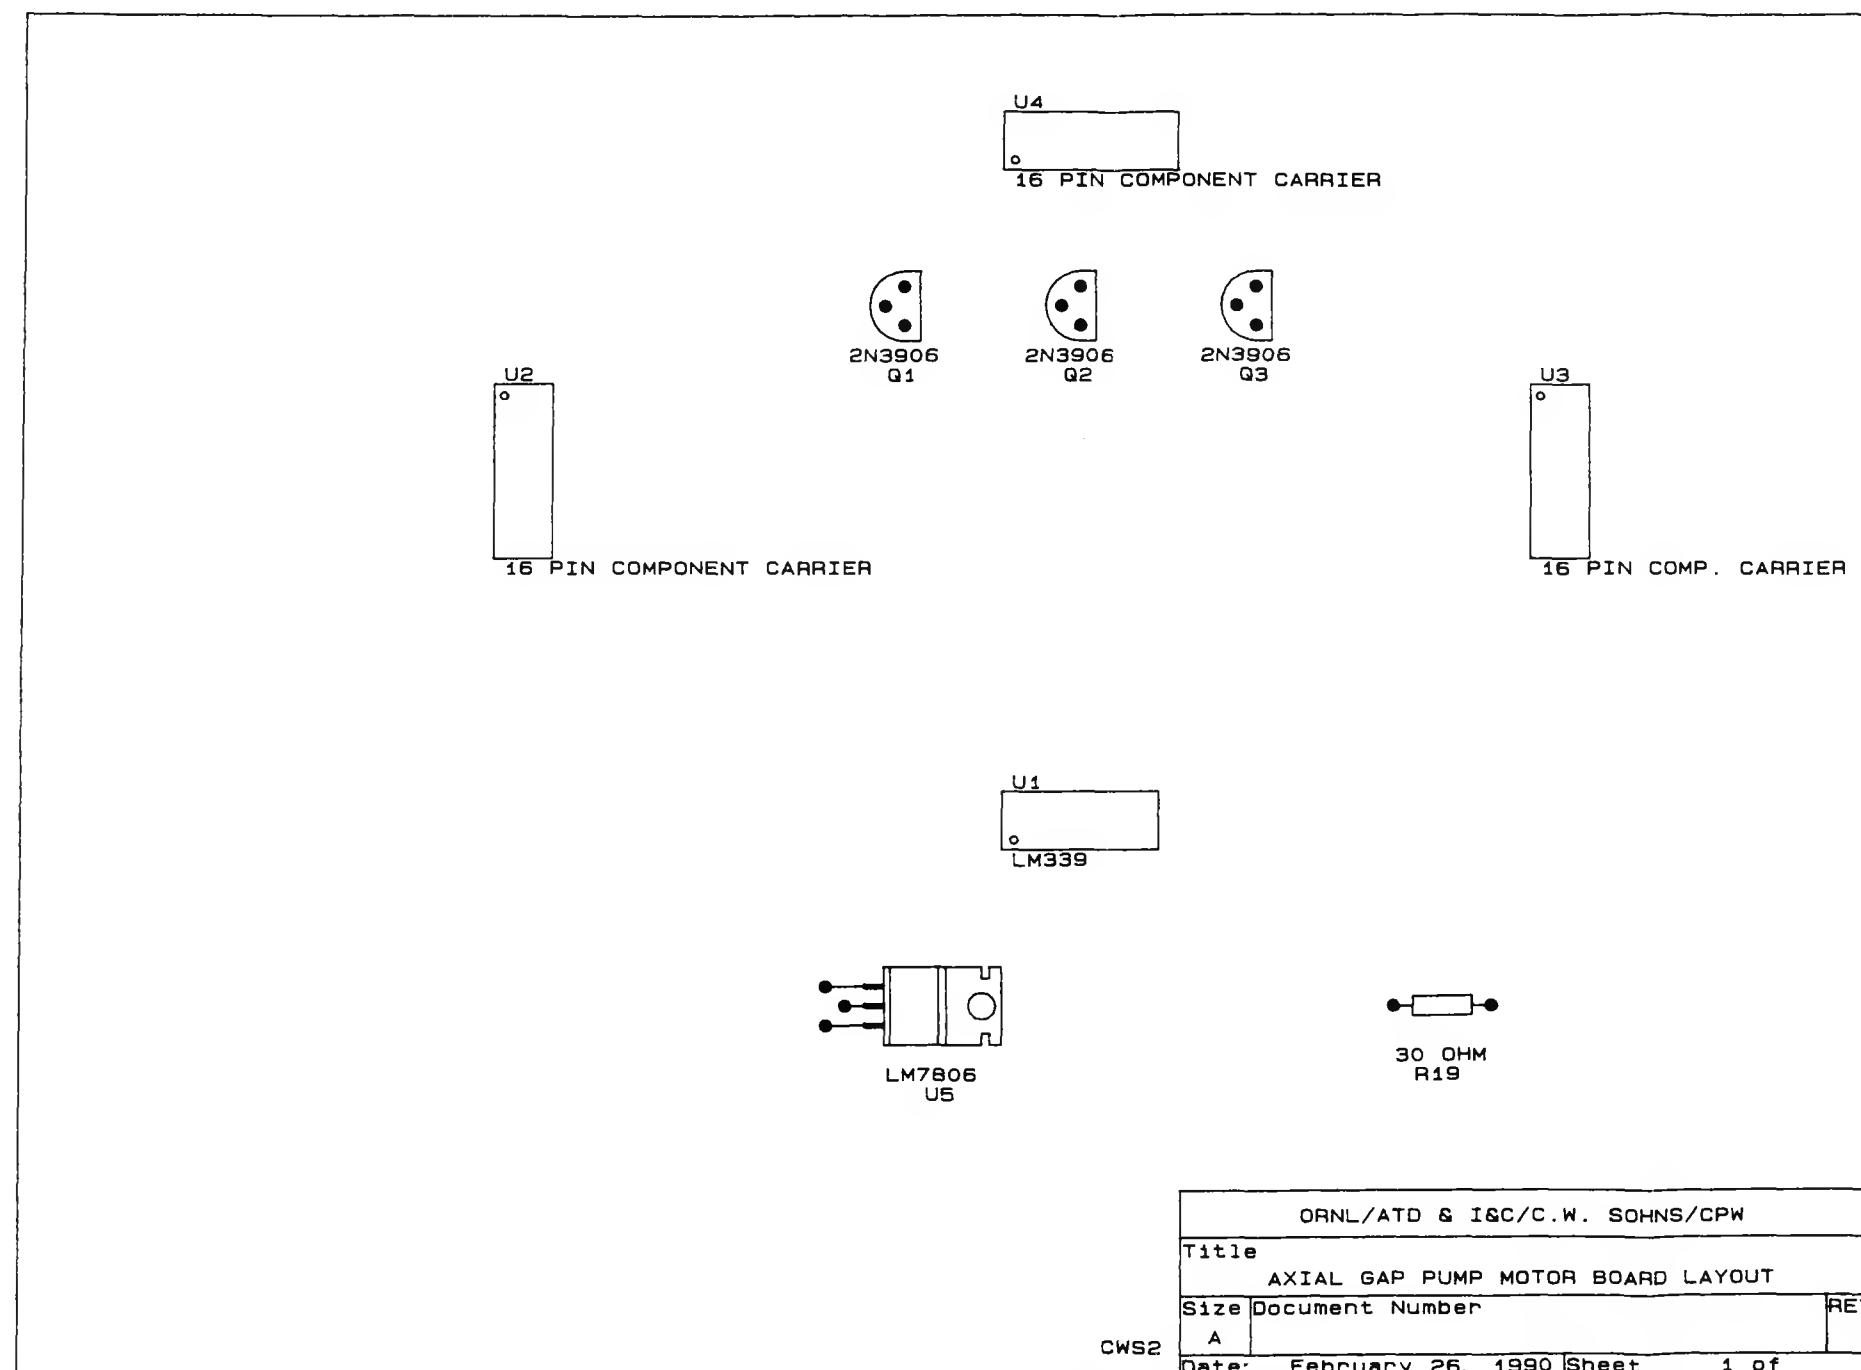 U4
16 PIN COMPONENT CARRIER
2N3906
Q1
2N3906
Q2
2N3906
Q3
U2
16 PIN COMPONENT CARRIER
U3
16 PIN COMP. CARRIER
U1
LM339
LM7806
U5
30 OHM
R19
ORNL/ATD & I&C/C.W. SOHNS/CPW
Title
AXIAL GAP PUMP MOTOR BOARD LAYOUT
Size Document Number
A
CWS2
Date: February 26, 1990 Sheet 1 of